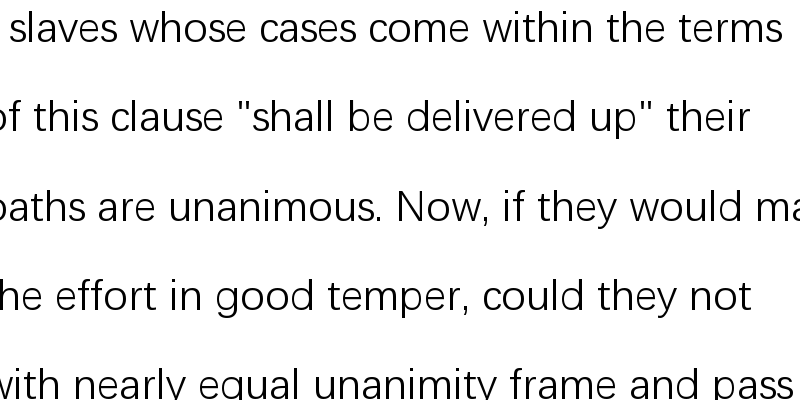 slaves whose cases come within the terms
of this clause "shall be delivered up" their
oaths are unanimous. Now, if they would ma
he effort in good temper, could they not
with nearly equal unanimity frame and pass